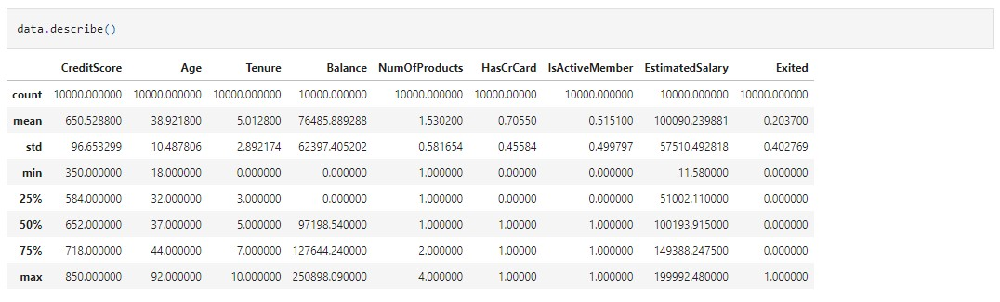 data.describe()
CreditScore Age Tenure Balance NumOfProducts HasCrCard IsActiveMember EstimatedSalary Exited
count 10000.000000 10000.000000 10000.000000 10000.000000 10000.000000 10000.00000 10000.000000 10000.000000 10000.000000
mean 650.528800 38.921800 5.012800 76485.889288 1.530200 0.70550 0.515100 100090.239881 0.203700
std 96.653299 10.487806 2.892174 62397.405202 0.581654 0.45584 0.499797 57510.492818 0.402769
min 350.000000 18.000000 0.000000 0.000000 1.000000 0.00000 0.000000 11.580000 0.000000
25% 584.000000 32.000000 3.000000 0.000000 1.000000 0.00000 0.000000 51002.110000 0.000000
50% 652.000000 37.000000 5.000000 97198.540000 1.000000 1.00000 1.000000 100193.915000 0.000000
75% 718.000000 44.000000 7.000000 127644.240000 2.000000 1.00000 1.000000 149388.247500 0.000000
max 850.000000 92.000000 10.000000 250898.090000 4.000000 1.00000 1.000000 199992.480000 1.000000